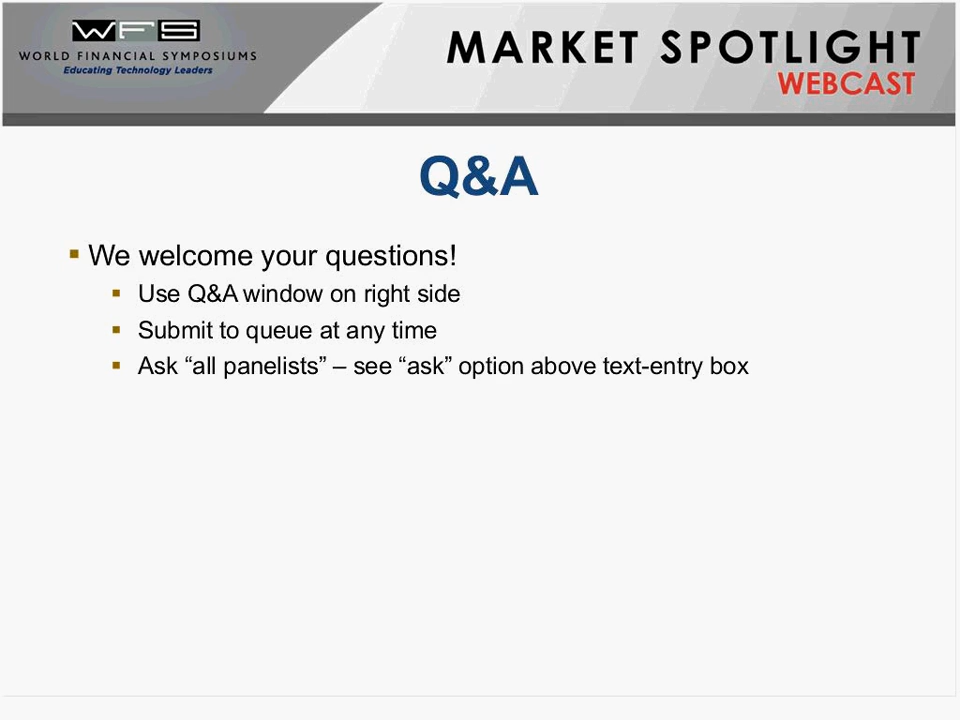 WFS
WORLD FINANCIAL SYMPOSIUMS
Educating Technology Leaders
MARKET SPOTLIGHT
WEBCAST
Q&A
▪ We welcome your questions!
▪ Use Q&A window on right side
▪ Submit to queue at any time
▪ Ask “all panelists” – see “ask” option above text-entry box